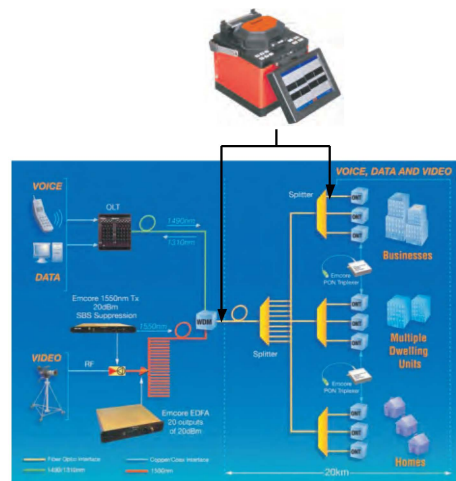 VOICE, DATA AND VIDEO
VOICE
OLT
1490nm
1310nm
DATA
Splitter
ONT
ONT
ONT
Businesses
Emcore
PON Triplexer
Emcore 1550nm Tx
20dBm
SBS Suppression
1550nm
WDM
Splitter
ONT
ONT
ONT
Multiple
Dwelling
Units
VIDEO
RF
Emcore
PON Triplexer
Emcore EDFA
20 outputs
of 20dBm
ONT
ONT
ONT
Homes
Fiber Optic Interface
Copper/Coax Interface
1490/1310nm
1550nm
20km